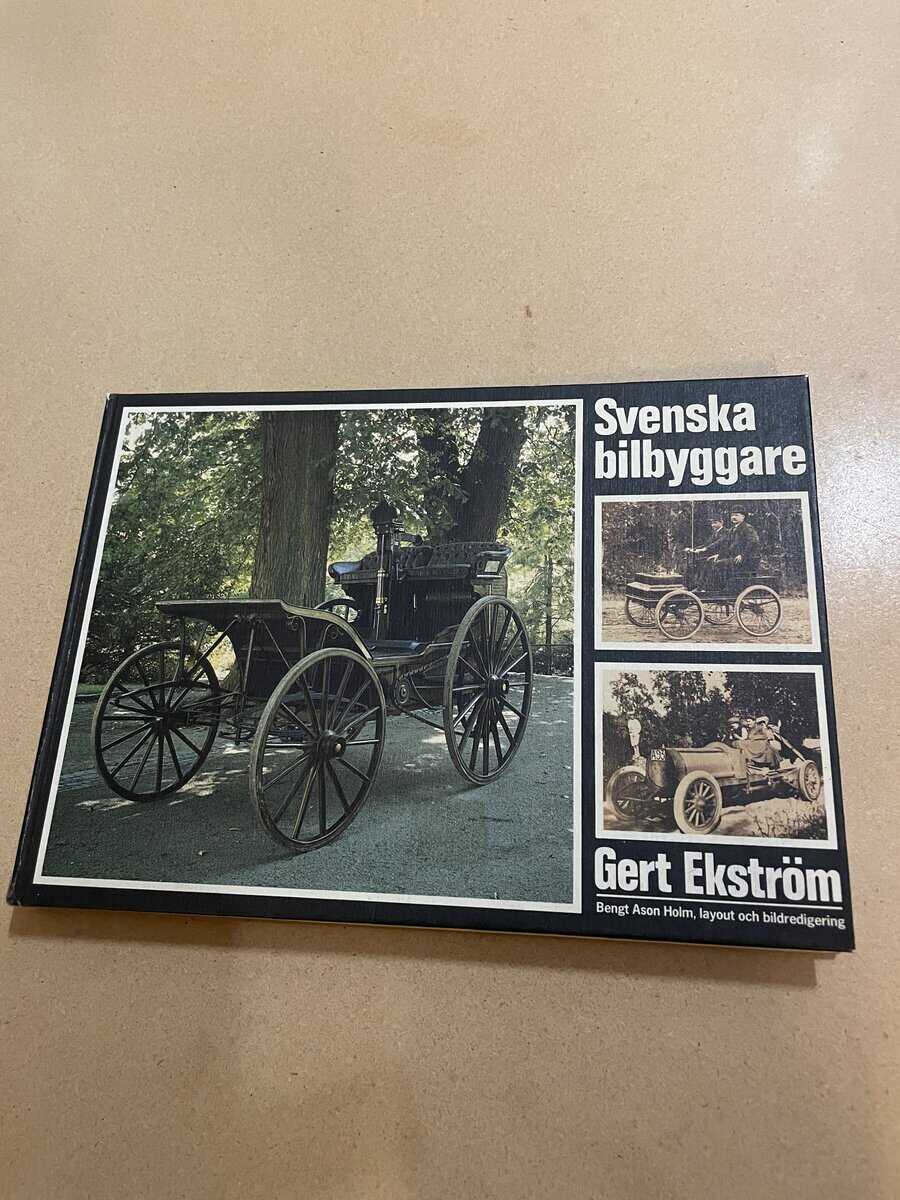 Svenska
bilbyggare
Gert Ekström
Bengt Ason Holm, layout och bildredigering